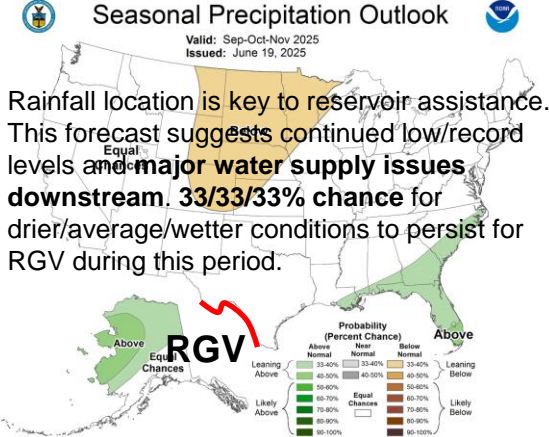 Seasonal Precipitation Outlook
Valid: Sep-Oct-Nov 2025
Issued: June 19, 2025
NOAA
Rainfall location is key to reservoir assistance.
This forecast suggests continued low/record
levels and major water supply issues
downstream. 33/33/33% chance for
drier/average/wetter conditions to persist for
RGV during this period.
Below
Equal
Chances
Above
Equal
Chances
RGV
Above
Probability
(Percent Chance)
Above Normal
Near Normal
Below Normal
Leaning Above
33-40%
33-40%
33-40%
Leaning Below
40-50%
40-50%
40-50%
Likely Above
50-60%
Equal Chances
50-60%
Likely Below
60-70%
60-70%
70-80%
70-80%
80-90%
80-90%
90-100%
90-100%